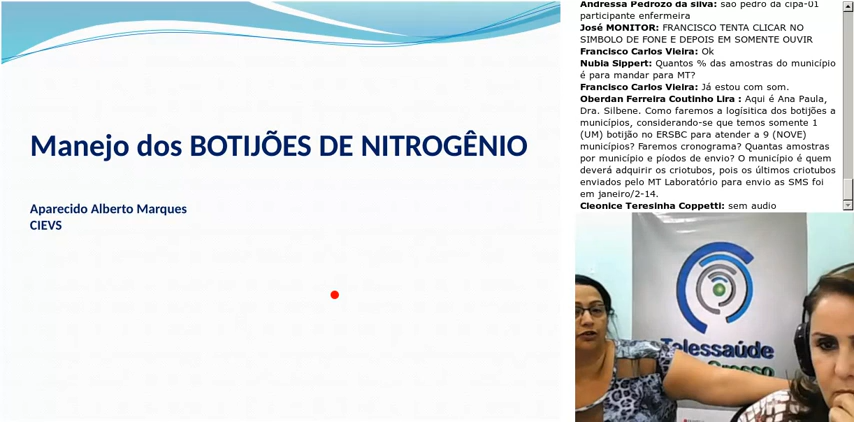 Manejo dos BOTIJÕES DE NITROGÊNIO
Aparecido Alberto Marques
CIEVS
Andressa Pedrozo da silva: sao pedro da cipa-01
participante enfermeira
José MONITOR: FRANCISCO TENTA CLICAR NO
SIMBOLO DE FONE E DEPOIS EM SOMENTE OUVIR
Francisco Carlos Vieira: Ok
Nubia Sippert: Quantos % das amostras do município
é para mandar para MT?
Francisco Carlos Vieira: Já estou com som.
Oberdan Ferreira Coutinho Lira : Aqui é Ana Paula,
Dra. Silbene. Como faremos a logísitica dos botijões a
municípios, considerando-se que temos somente 1
(UM) botijão no ERSBC para atender a 9 (NOVE)
municípios? Faremos cronograma? Quantas amostras
por município e píodos de envio? O município é quem
deverá adquirir os criotubos, pois os últimos criotubos
enviados pelo MT Laboratório para envio as SMS foi
em janeiro/2-14.
Cleonice Teresinha Coppetti: sem audio
Telessaúde